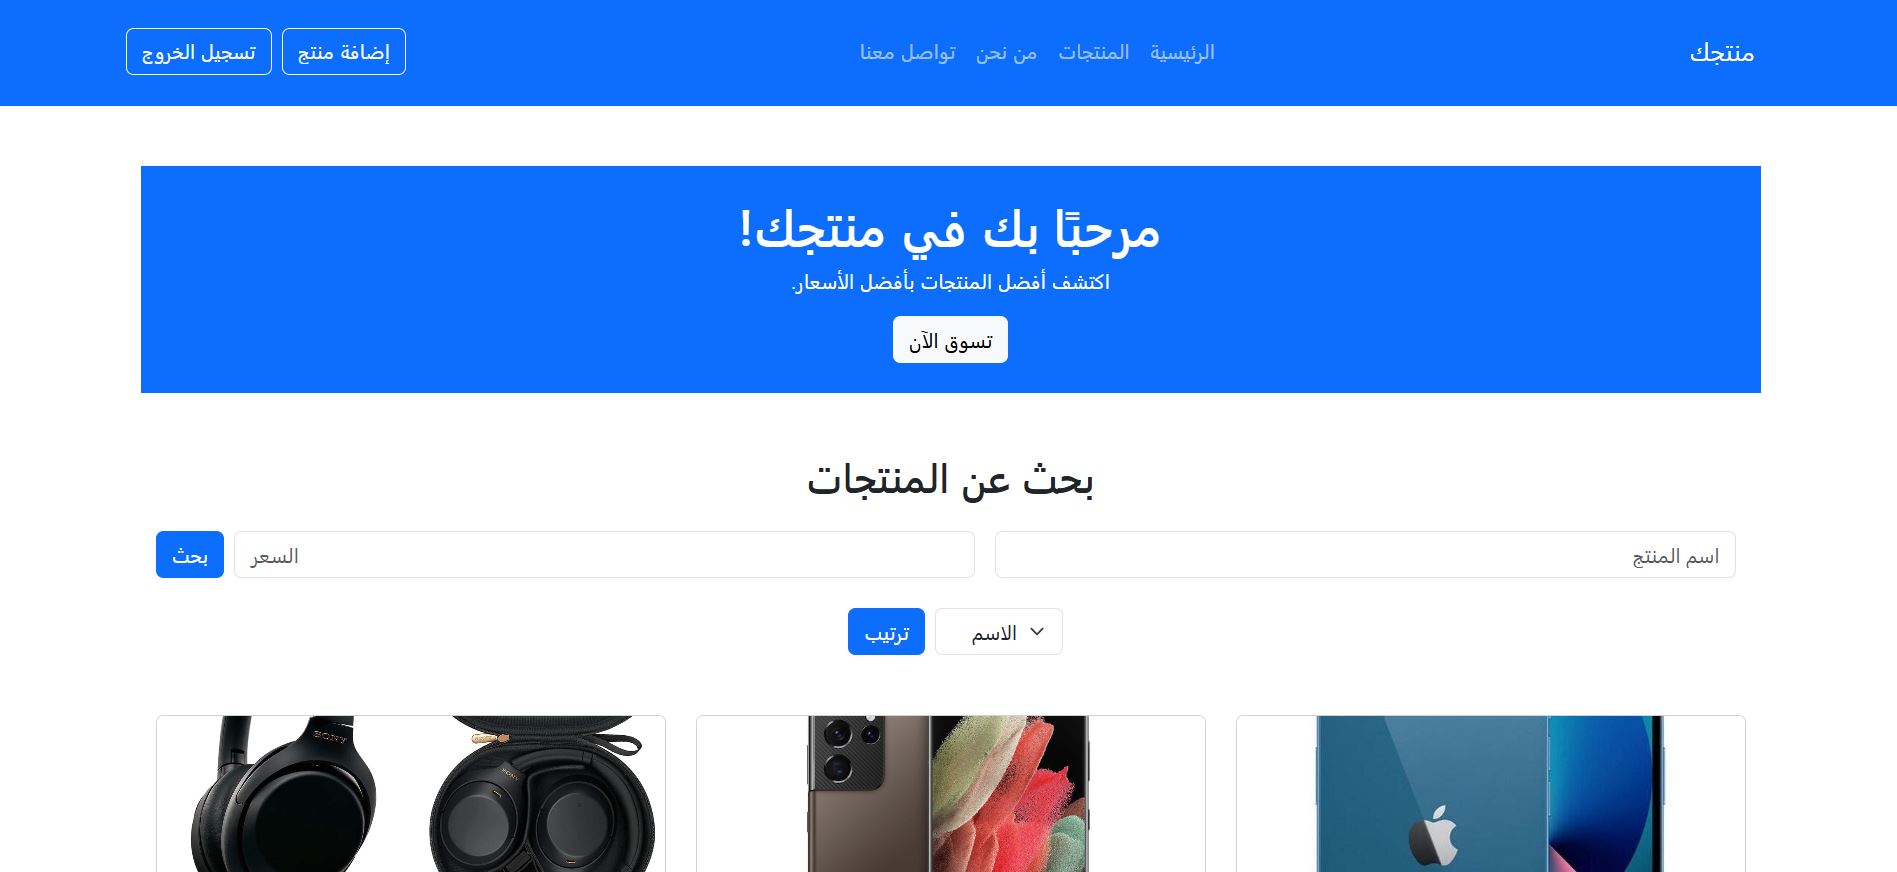 منتجك
الرئيسية
المنتجات
من نحن
تواصل معنا
إضافة منتج
تسجيل الخروج
مرحبًا بك في منتجك!
اكتشف أفضل المنتجات بأفضل الأسعار.
تسوق الآن
بحث عن المنتجات
اسم المنتج
السعر
بحث
الاسم
ترتيب
SONY
SONY